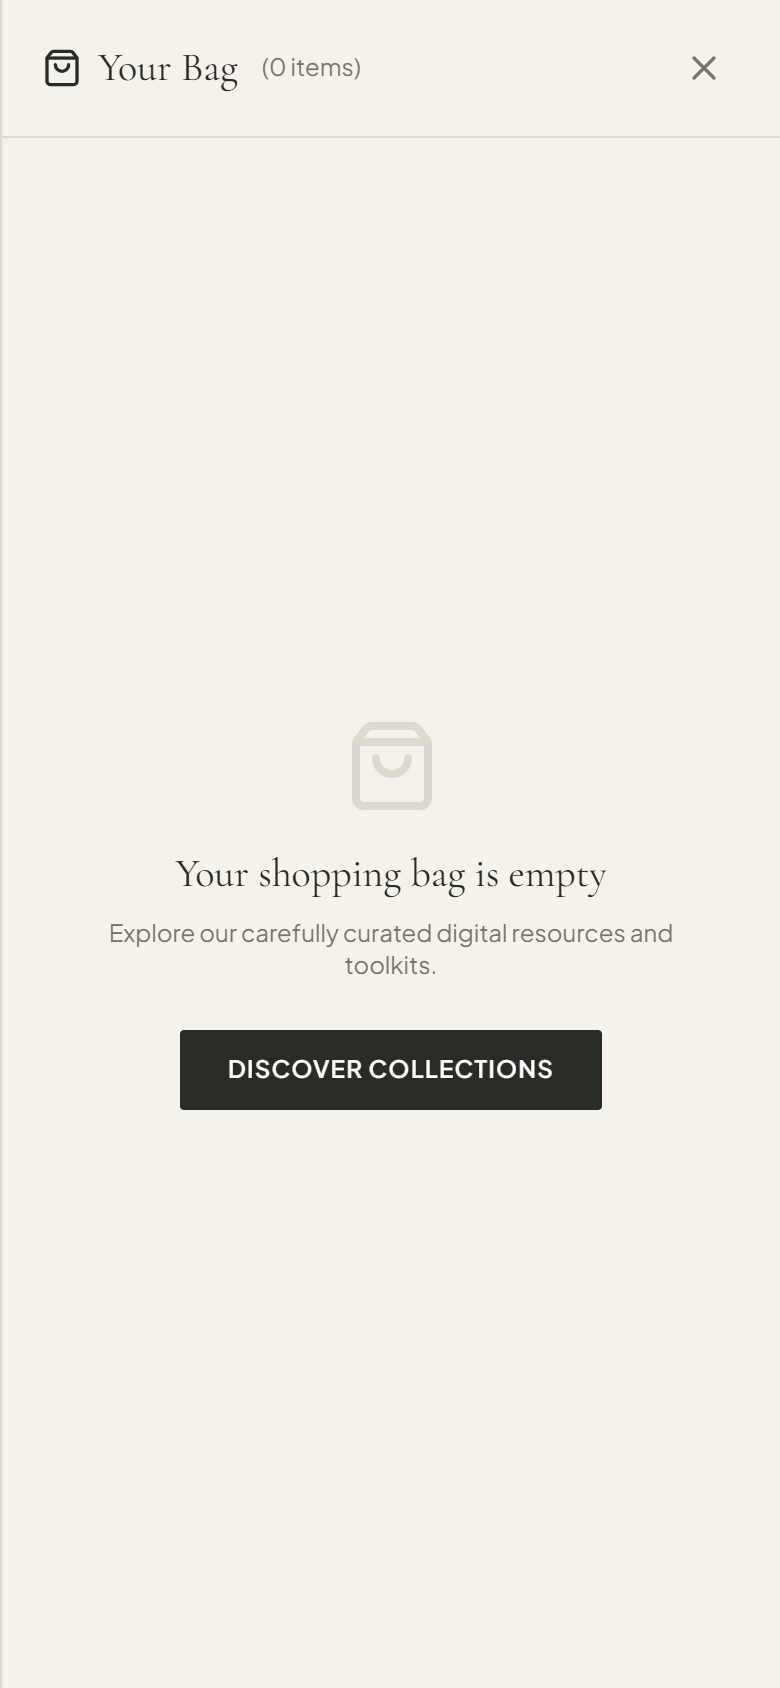 Your Bag (0 items)
Your shopping bag is empty
Explore our carefully curated digital resources and
toolkits.
DISCOVER COLLECTIONS